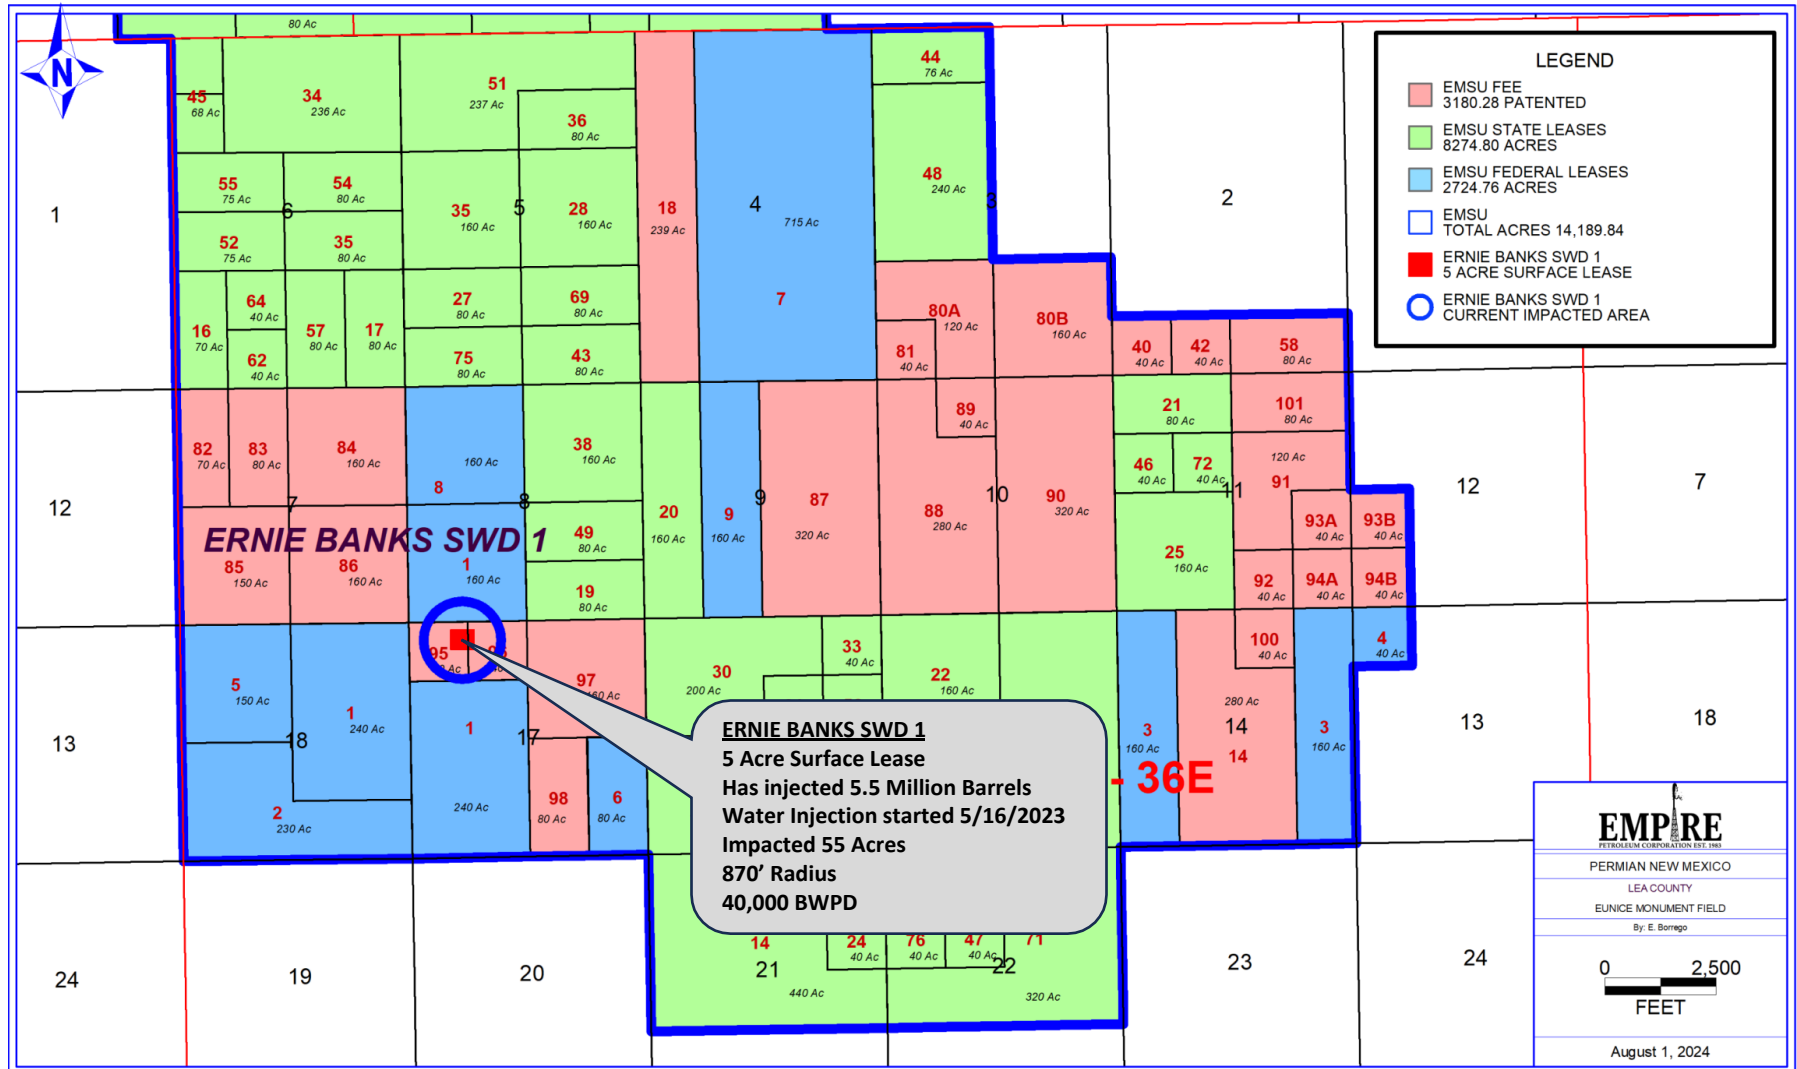 80 Ac
N
45
68 Ac
34
236 Ac
51
237 Ac
36
80 Ac
44
76 Ac
55
75 Ac
54
80 Ac
6
35
160 Ac
5
28
160 Ac
18
239 Ac
4
715 Ac
48
240 Ac
3
1
2
52
75 Ac
35
80 Ac
16
70 Ac
64
40 Ac
62
40 Ac
57
80 Ac
17
80 Ac
27
80 Ac
69
80 Ac
75
80 Ac
43
80 Ac
7
80A
120 Ac
81
40 Ac
80B
160 Ac
40
40 Ac
42
40 Ac
58
80 Ac
LEGEND
EMSU FEE
3180.28 PATENTED
EMSU STATE LEASES
8274.80 ACRES
EMSU FEDERAL LEASES
2724.76 ACRES
EMSU
TOTAL ACRES 14,189.84
ERNIE BANKS SWD 1
5 ACRE SURFACE LEASE
ERNIE BANKS SWD 1
CURRENT IMPACTED AREA
12
82
70 Ac
83
80 Ac
84
160 Ac
7
160 Ac
8
8
38
160 Ac
49
80 Ac
19
80 Ac
20
160 Ac
9
160 Ac
9
87
320 Ac
88
280 Ac
89
40 Ac
10
90
320 Ac
21
80 Ac
46
40 Ac
72
40 Ac
11
101
80 Ac
120 Ac
91
93A
40 Ac
93B
40 Ac
25
160 Ac
92
40 Ac
94A
40 Ac
94B
40 Ac
12
7
ERNIE BANKS SWD 1
85
150 Ac
86
160 Ac
1
160 Ac
13
5
150 Ac
1
240 Ac
18
2
230 Ac
95
Ac
1
240 Ac
17
97
160 Ac
98
80 Ac
6
80 Ac
30
200 Ac
33
40 Ac
22
160 Ac
3
160 Ac
100
40 Ac
280 Ac
14
14
3
160 Ac
4
40 Ac
13
18
- 36E
ERNIE BANKS SWD 1
5 Acre Surface Lease
Has injected 5.5 Million Barrels
Water Injection started 5/16/2023
Impacted 55 Acres
870’ Radius
40,000 BWPD
24
19
20
14
21
440 Ac
24
40 Ac
76
40 Ac
47
40 Ac
22
71
320 Ac
23
24
EMPIRE
PETROLEUM CORPORATION EST. 1983
PERMIAN NEW MEXICO
LEA COUNTY
EUNICE MONUMENT FIELD
By: E. Borrego
0 2,500
FEET
August 1, 2024